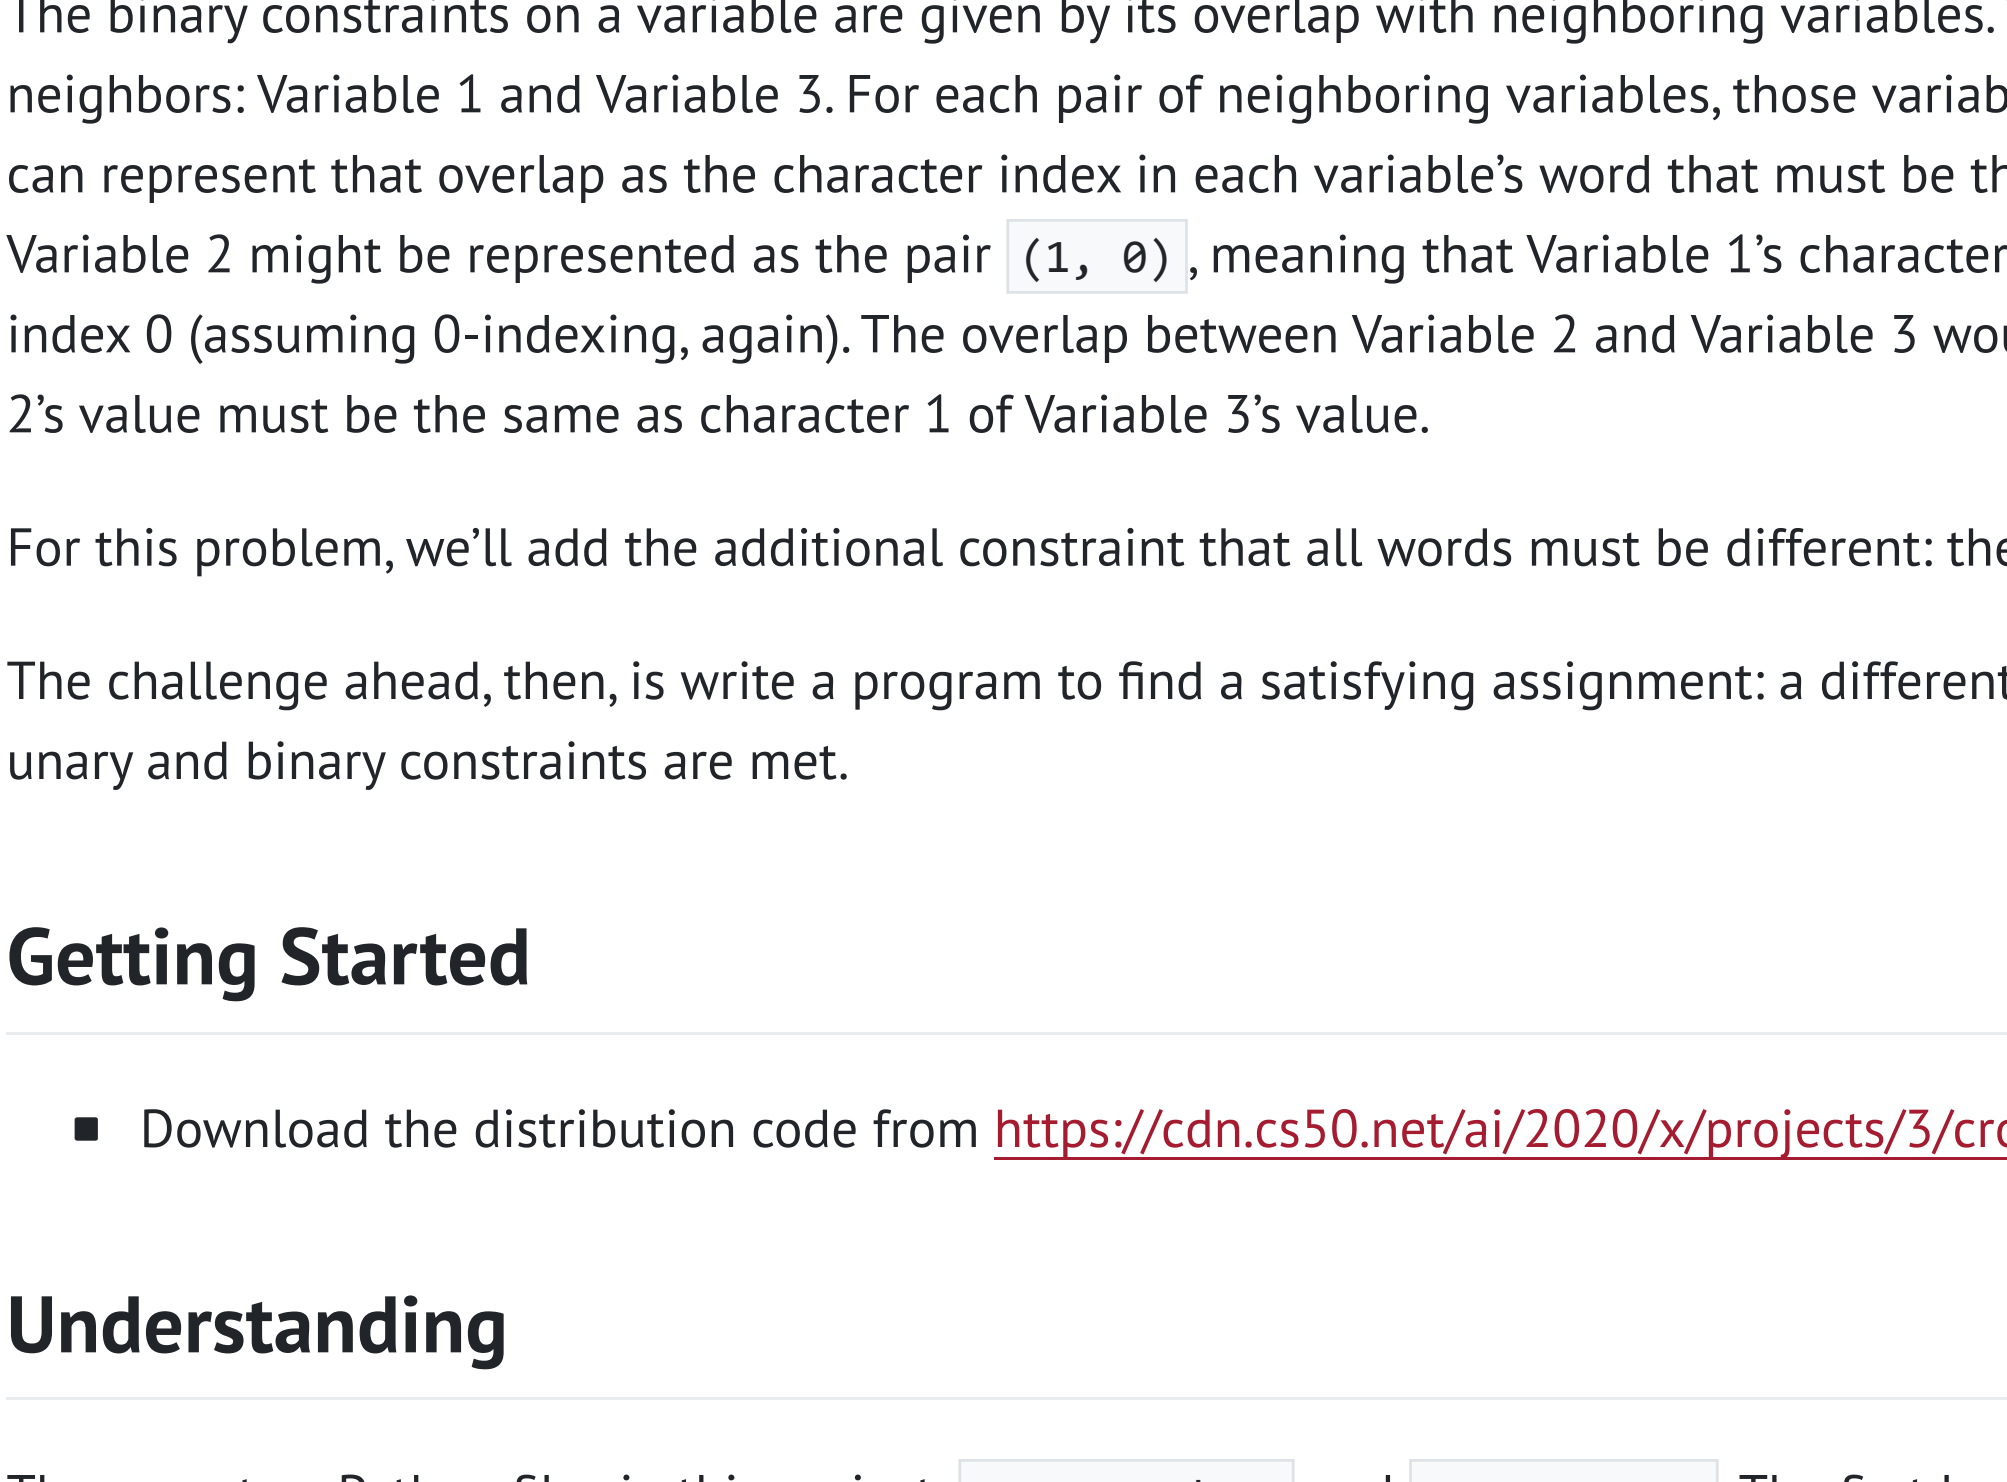 The binary constraints on a variable are given by its overlap with neighboring variables.
neighbors: Variable 1 and Variable 3. For each pair of neighboring variables, those variab
can represent that overlap as the character index in each variable’s word that must be th
Variable 2 might be represented as the pair (1, 0), meaning that Variable 1’s character
index 0 (assuming 0-indexing, again). The overlap between Variable 2 and Variable 3 wou
2’s value must be the same as character 1 of Variable 3’s value.
For this problem, we’ll add the additional constraint that all words must be different: the
The challenge ahead, then, is write a program to find a satisfying assignment: a different
unary and binary constraints are met.
Getting Started
Download the distribution code from https://cdn.cs50.net/ai/2020/x/projects/3/cro
Understanding